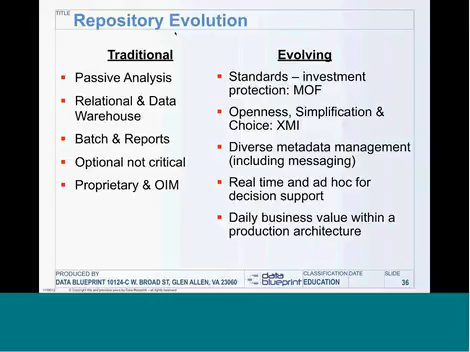 TITLE
Repository Evolution
Traditional
Passive Analysis
Relational & Data
Warehouse
Batch & Reports
Optional not critical
Proprietary & OIM
Evolving
Standards – investment
protection: MOF
Openness, Simplification &
Choice: XMI
Diverse metadata management
(including messaging)
Real time and ad hoc for
decision support
Daily business value within a
production architecture
PRODUCED BY
DATA BLUEPRINT 10124-C W. BROAD ST, GLEN ALLEN, VA 23060
data
blueprint
CLASSIFICATION
EDUCATION
DATE
SLIDE
36